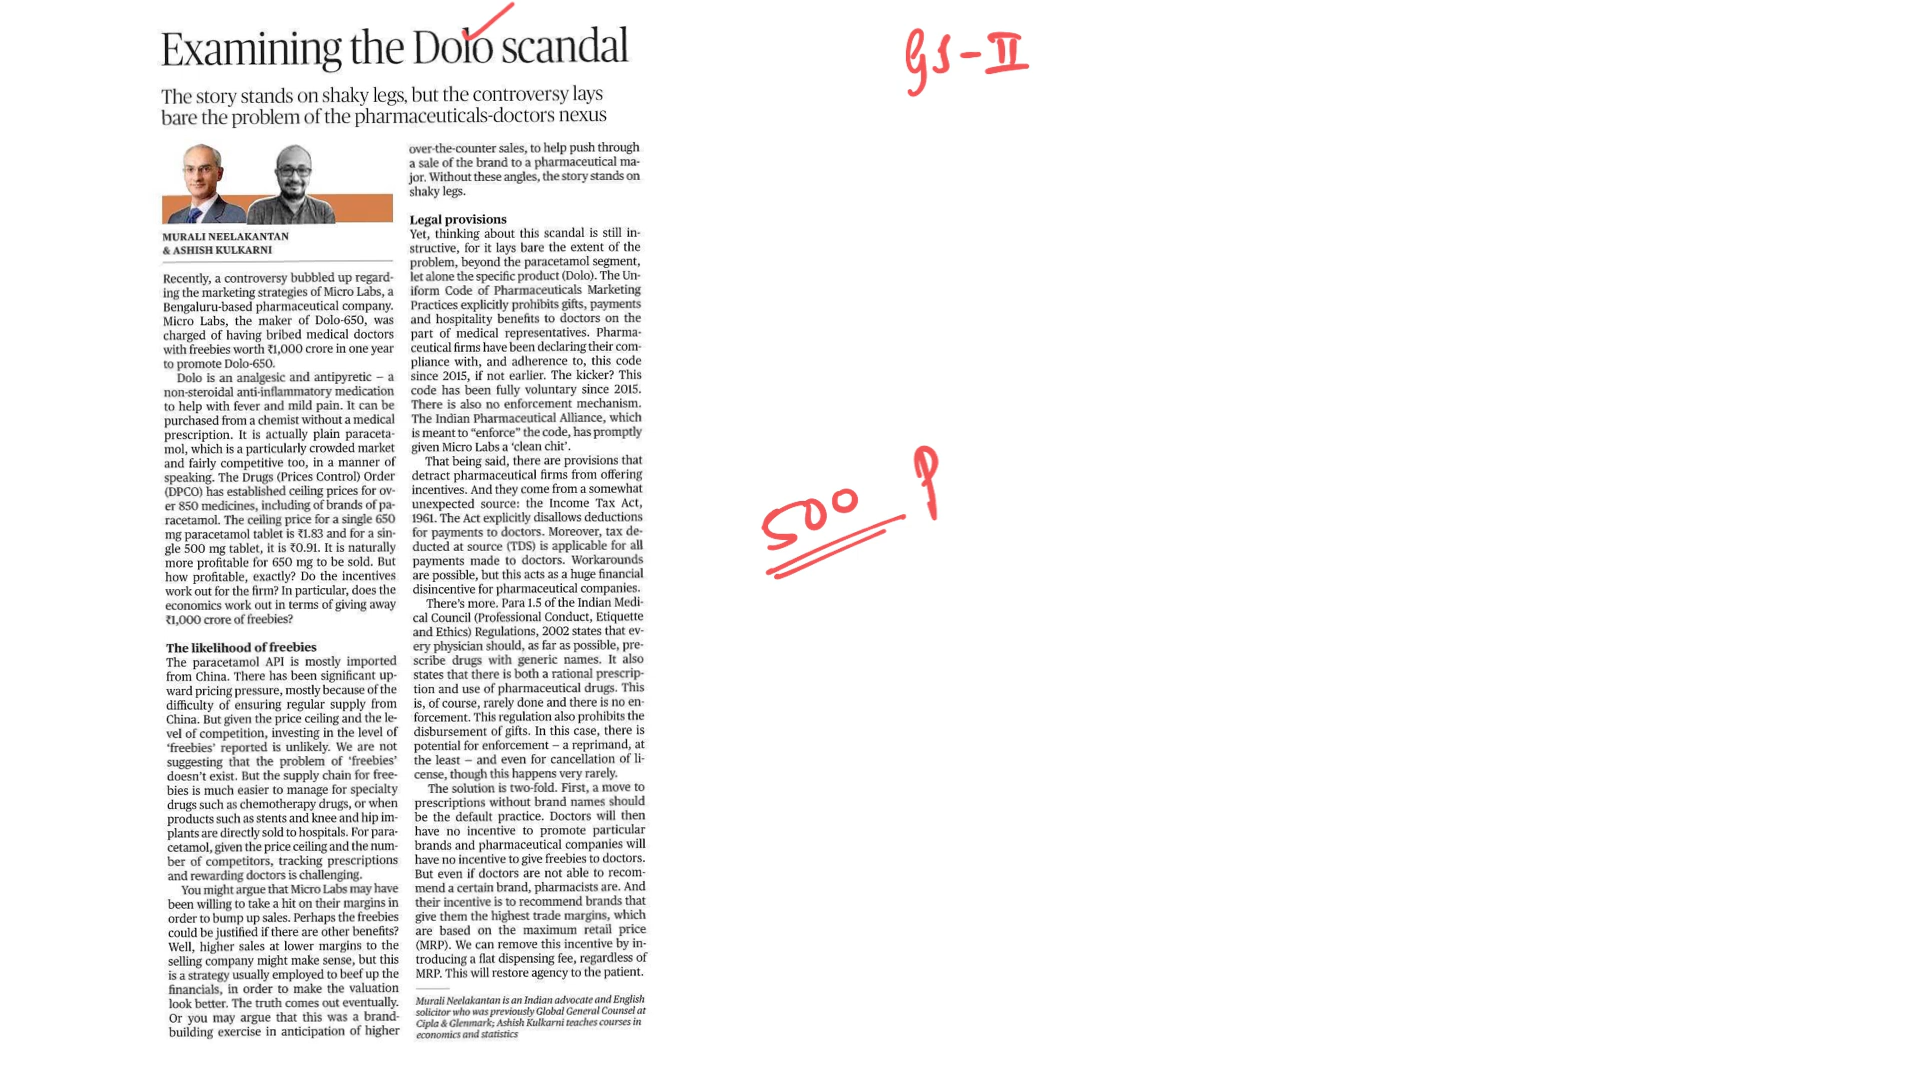 Examining the Dolo scandal
The story stands on shaky legs, but the controversy lays
bare the problem of the pharmaceuticals-doctors nexus
MURALI NEELAKANTAN
& ASHISH KULKARNI
Recently, a controversy bubbled up regard-
ing the marketing strategies of Micro Labs, a
Bengaluru-based pharmaceutical company.
Micro Labs, the maker of Dolo-650, was
charged of having bribed medical doctors
with freebies worth ₹1,000 crore in one year
to promote Dolo-650.
Dolo is an analgesic and antipyretic – a
non-steroidal anti-inflammatory medication
to help with fever and mild pain. It can be
purchased from a chemist without a medical
prescription. It is actually plain paraceta-
mol, which is a particularly crowded market
and fairly competitive too, in a manner of
speaking. The Drugs (Prices Control) Order
(DPCO) has established ceiling prices for ov-
er 850 medicines, including of brands of pa-
racetamol. The ceiling price for a single 650
mg paracetamol tablet is ₹1.83 and for a sin-
gle 500 mg tablet, it is ₹0.91. It is naturally
more profitable for 650 mg to be sold. But
how profitable, exactly? Do the incentives
work out for the firm? In particular, does the
economics work out in terms of giving away
₹1,000 crore of freebies?
The likelihood of freebies
The paracetamol API is mostly imported
from China. There has been significant up-
ward pricing pressure, mostly because of the
difficulty of ensuring regular supply from
China. But given the price ceiling and the le-
vel of competition, investing in the level of
'freebies' reported is unlikely. We are not
suggesting that the problem of 'freebies'
doesn't exist. But the supply chain for free-
bies is much easier to manage for specialty
drugs such as chemotherapy drugs, or when
products such as stents and knee and hip im-
plants are directly sold to hospitals. For para-
cetamol, given the price ceiling and the num-
ber of competitors, tracking prescriptions
and rewarding doctors is challenging.
You might argue that Micro Labs may have
been willing to take a hit on their margins in
order to bump up sales. Perhaps the freebies
could be justified if there are other benefits?
Well, higher sales at lower margins to the
selling company might make sense, but this
is a strategy usually employed to beef up the
financials, in order to make the valuation
look better. The truth comes out eventually.
Or you may argue that this was a brand-
building exercise in anticipation of higher
over-the-counter sales, to help push through
a sale of the brand to a pharmaceutical ma-
jor. Without these angles, the story stands on
shaky legs.
Legal provisions
Yet, thinking about this scandal is still in-
structive, for it lays bare the extent of the
problem, beyond the paracetamol segment,
let alone the specific product (Dolo). The Un-
iform Code of Pharmaceuticals Marketing
Practices explicitly prohibits gifts, payments
and hospitality benefits to doctors on the
part of medical representatives. Pharma-
ceutical firms have been declaring their com-
pliance with, and adherence to, this code
since 2015, if not earlier. The kicker? This
code has been fully voluntary since 2015.
There is also no enforcement mechanism.
The Indian Pharmaceutical Alliance, which
is meant to "enforce" the code, has promptly
given Micro Labs a 'clean chit'.
That being said, there are provisions that
detract pharmaceutical firms from offering
incentives. And they come from a somewhat
unexpected source: the Income Tax Act,
1961. The Act explicitly disallows deductions
for payments to doctors. Moreover, tax de-
ducted at source (TDS) is applicable for all
payments made to doctors. Workarounds
are possible, but this acts as a huge financial
disincentive for pharmaceutical companies.
There's more. Para 1.5 of the Indian Medi-
cal Council (Professional Conduct, Etiquette
and Ethics) Regulations, 2002 states that ev-
ery physician should, as far as possible, pre-
scribe drugs with generic names. It also
states that there is both a rational prescrip-
tion and use of pharmaceutical drugs. This
is, of course, rarely done and there is no en-
forcement. This regulation also prohibits the
disbursement of gifts. In this case, there is
potential for enforcement – a reprimand, at
the least – and even for cancellation of li-
cense, though this happens very rarely.
The solution is two-fold. First, a move to
prescriptions without brand names should
be the default practice. Doctors will then
have no incentive to promote particular
brands and pharmaceutical companies will
have no incentive to give freebies to doctors.
But even if doctors are not able to recom-
mend a certain brand, pharmacists are. And
their incentive is to recommend brands that
give them the highest trade margins, which
are based on the maximum retail price
(MRP). We can remove this incentive by in-
troducing a flat dispensing fee, regardless of
MRP. This will restore agency to the patient.
Murali Neelakantan is an Indian advocate and English
solicitor who was previously Global General Counsel at
Cipla & Glenmark; Ashish Kulkarni teaches courses in
economics and statistics
GS-II
500 P